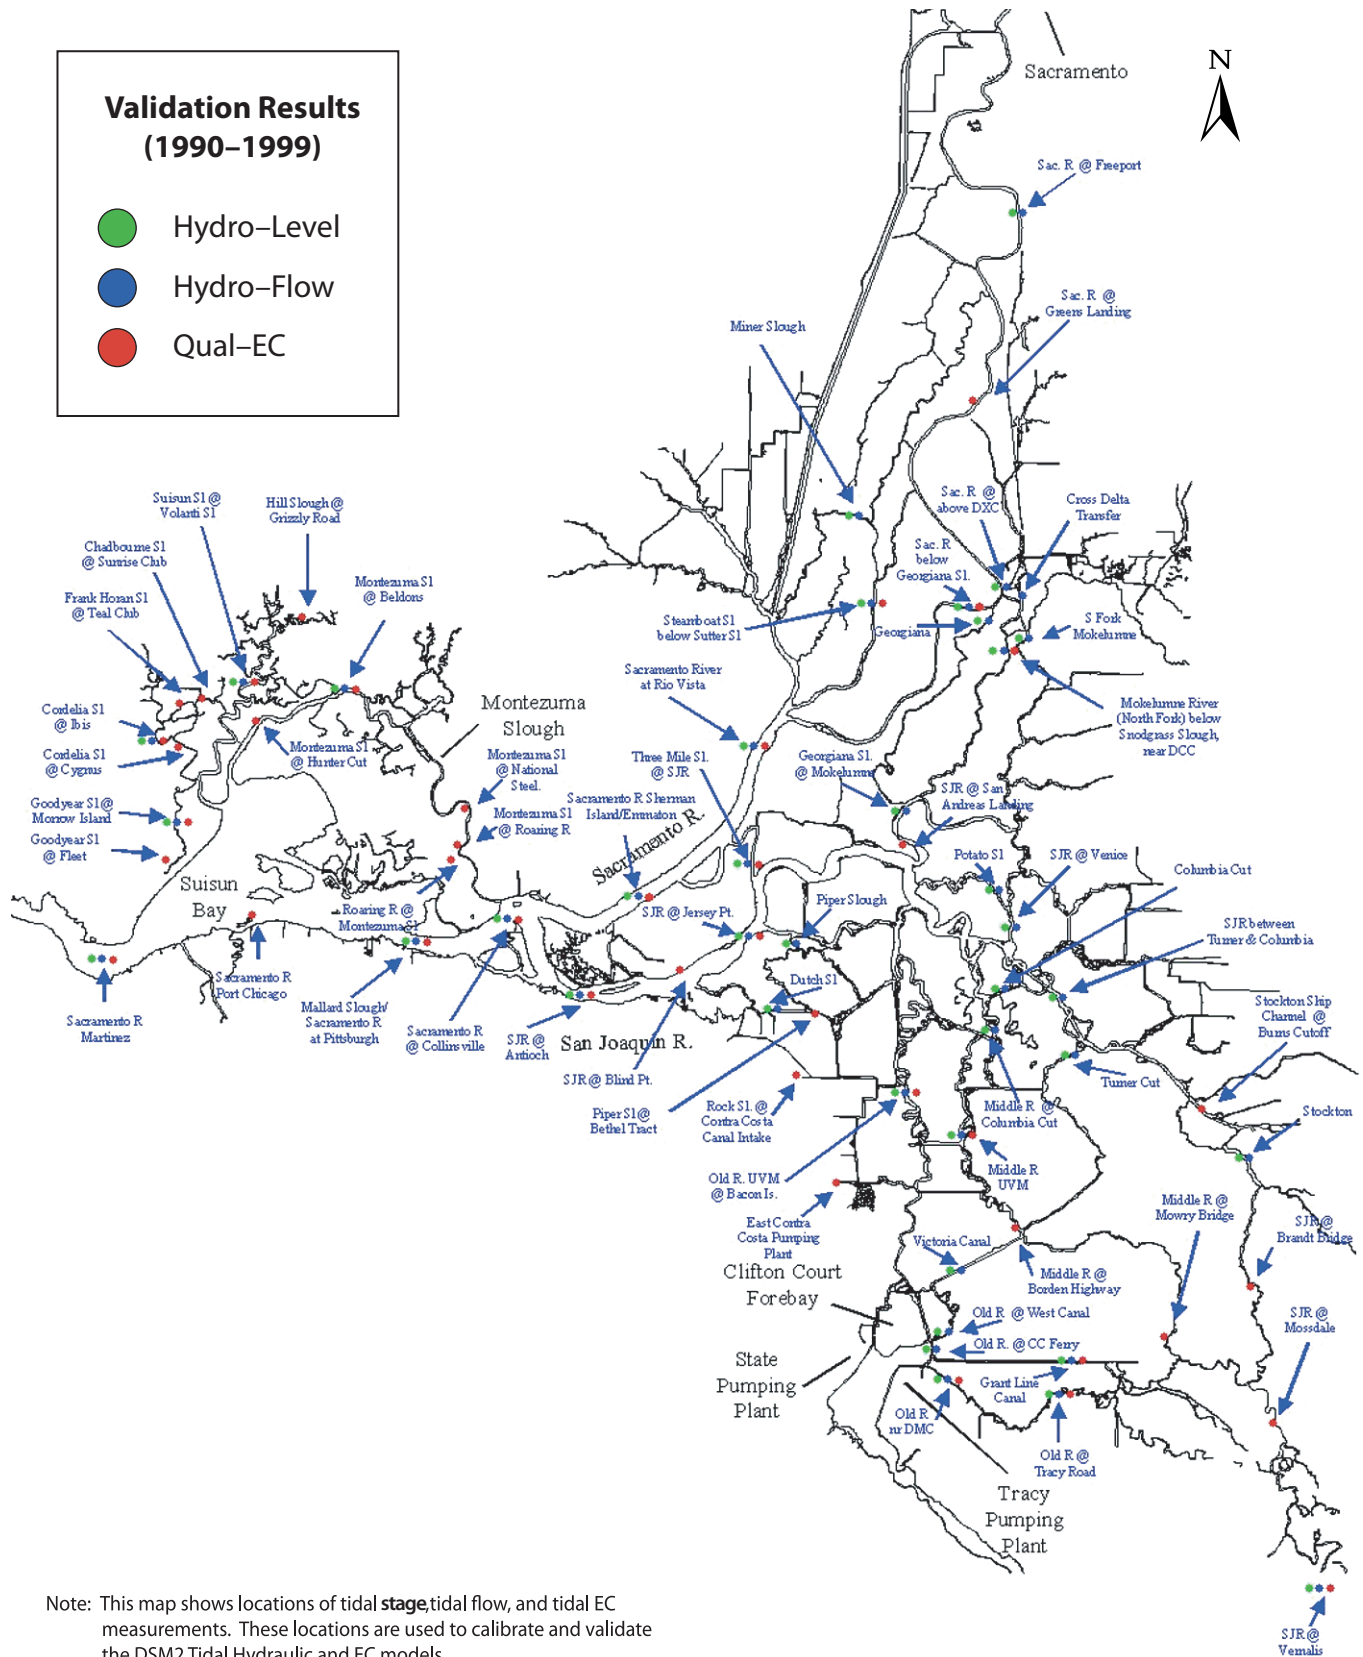 Validation Results
(1990–1999)
Hydro–Level
Hydro–Flow
Qual–EC
N
Sacramento
Sac. R @ Freeport
Sac. R @
Greens Landing
Miner Slough
Sac. R @
above DXC
Cross Delta
Transfer
Sac. R
below
Georgiana Sl.
Georgiana
S Fork
Mokelumne
Steamboat Sl
below Sutter Sl
Mokelumne River
(North Fork) below
Snodgrass Slough,
near DCC
Suisun Sl @
Volanti Sl
Hill Slough @
Grizzly Road
Chadbourne Sl
@ Sunrise Club
Frank Horan Sl
@ Teal Club
Montezuma Sl
@ Beldons
Cordelia Sl
@ Ibis
Cordelia Sl
@ Cygnus
Goodyear Sl @
Morrow Island
Goodyear Sl
@ Fleet
Montezuma Sl
@ Hunter Cut
Montezuma
Slough
Montezuma Sl
@ National
Steel.
Montezuma Sl
@ Roaring R
Suisun
Bay
Roaring R @
Montezuma Sl
Sacramento R
Martinez
Sacramento R
Port Chicago
Mallard Slough/
Sacramento R
at Pittsburgh
Sacramento R
@ Collinsville
Sacramento River
at Rio Vista
Three Mile Sl.
@ SJR
Sacramento R Sherman
Island/Emmaton
Sacramento R.
Georgiana Sl.
@ Mokelumne
SJR @ San
Andreas Landing
Potato Sl
SJR @ Venice
Columbia Cut
SJR between
Turner & Columbia
Piper Slough
SJR @ Jersey Pt.
Dutch Sl
SJR @
Antioch
San Joaquin R.
SJR @ Blind Pt.
Piper Sl @
Bethel Tract
Rock Sl. @
Contra Costa
Canal Intake
Stockton Ship
Channel @
Burns Cutoff
Turner Cut
Stockton
Middle R @
Columbia Cut
Middle R
UVM
Old R. UVM
@ Bacon Is.
East Contra
Costa Pumping
Plant
Victoria Canal
Middle R @
Borden Highway
Middle R @
Mowry Bridge
SJR @
Brandt Bridge
Clifton Court
Forebay
Old R @ West Canal
Old R. @ CC Ferry
SJR @
Mossdale
State
Pumping
Plant
Grant Line
Canal
Old R
nr DMC
Old R @
Tracy Road
Tracy
Pumping
Plant
SJR @
Vernalis
Note: This map shows locations of tidal stage,tidal flow, and tidal EC
measurements. These locations are used to calibrate and validate
the DSM2 Tidal Hydraulic and EC models